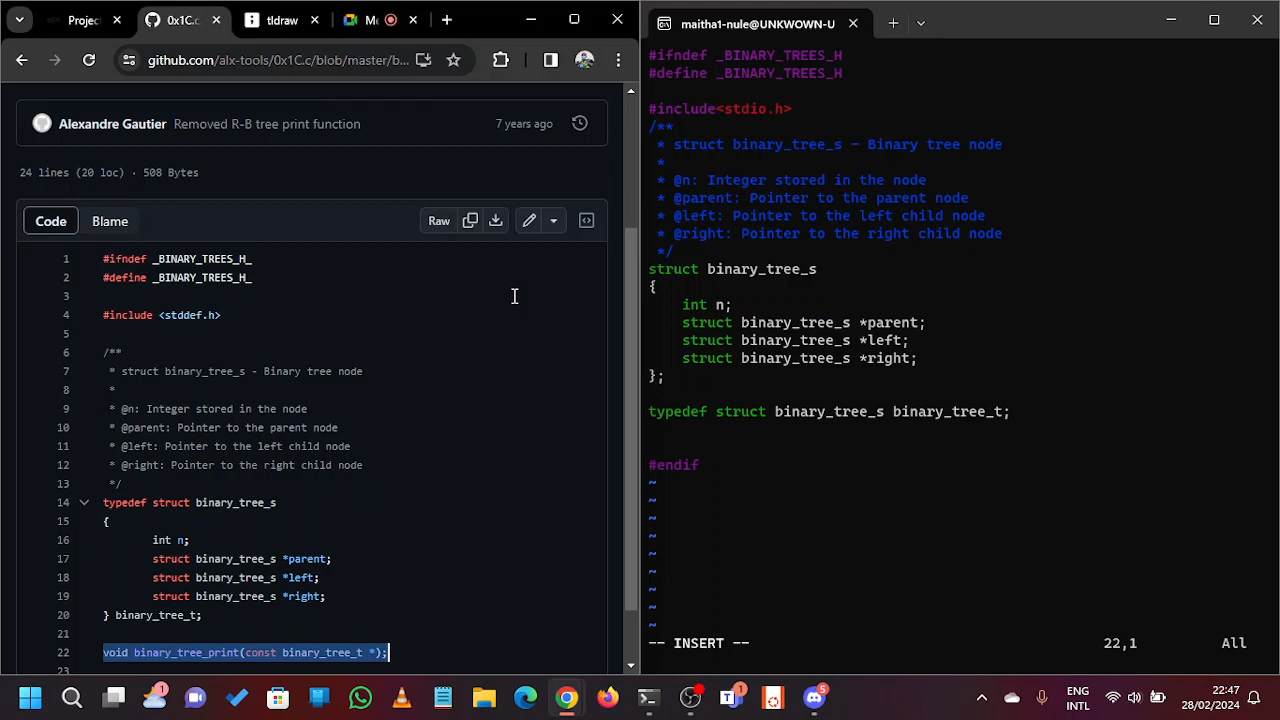 Project
0x1C.c
tldraw
Me
github.com/aix-tools/0x1C.c/blob/master/b
Alexandre Gautier Removed R-B tree print function 7 years ago
24 lines (20 loc) · 508 Bytes
Code Blame Raw
1 #ifndef _BINARY_TREES_H_
2 #define _BINARY_TREES_H_
3
4 #include <stddef.h>
5
6 /**
7 * struct binary_tree_s - Binary tree node
8 *
9 * @n: Integer stored in the node
10 * @parent: Pointer to the parent node
11 * @left: Pointer to the left child node
12 * @right: Pointer to the right child node
13 */
14 typedef struct binary_tree_s
15 {
16 int n;
17 struct binary_tree_s *parent;
18 struct binary_tree_s *left;
19 struct binary_tree_s *right;
20 } binary_tree_t;
21
22 void binary_tree_print(const binary_tree_t *);
23
maitha1-nule@UNKWOWN-U
#ifndef _BINARY_TREES_H
#define _BINARY_TREES_H
#include<stdio.h>
/**
* struct binary_tree_s - Binary tree node
*
* @n: Integer stored in the node
* @parent: Pointer to the parent node
* @left: Pointer to the left child node
* @right: Pointer to the right child node
*/
struct binary_tree_s
{
int n;
struct binary_tree_s *parent;
struct binary_tree_s *left;
struct binary_tree_s *right;
};
typedef struct binary_tree_s binary_tree_t;
#endif
~
~
~
~
~
~
~
~
~
-- INSERT -- 22,1 All
1
1
5
ENG
INTL
22:47
28/02/2024